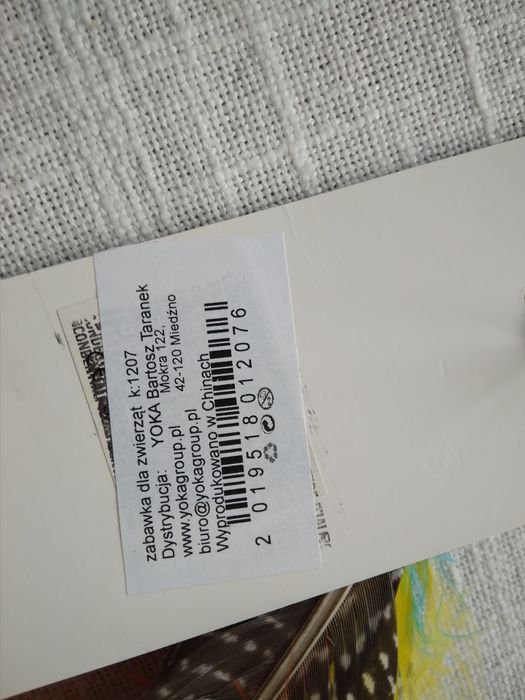 zabawka dla zwierząt k:1207
Dystrybucja: YOKA Bartosz Taranek
Mokra 122,
www.yokagroup.pl 42-120 Miedźno
biuro@yokagroup.pl
Wyprodukowano w Chinach
2 019518 012076